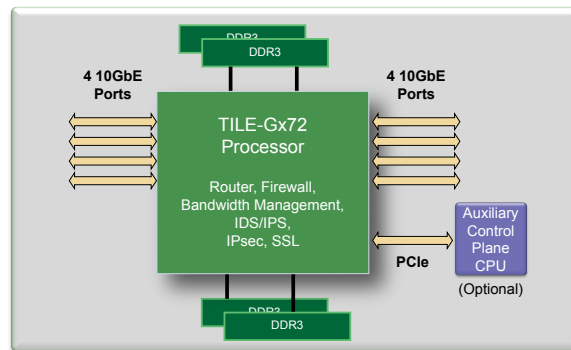 DDR3
DDR3
4 10GbE
Ports
4 10GbE
Ports
TILE-Gx72
Processor
Router, Firewall,
Bandwidth Management,
IDS/IPS,
IPsec, SSL
PCIe
Auxiliary
Control
Plane
CPU
(Optional)
DDR3
DDR3